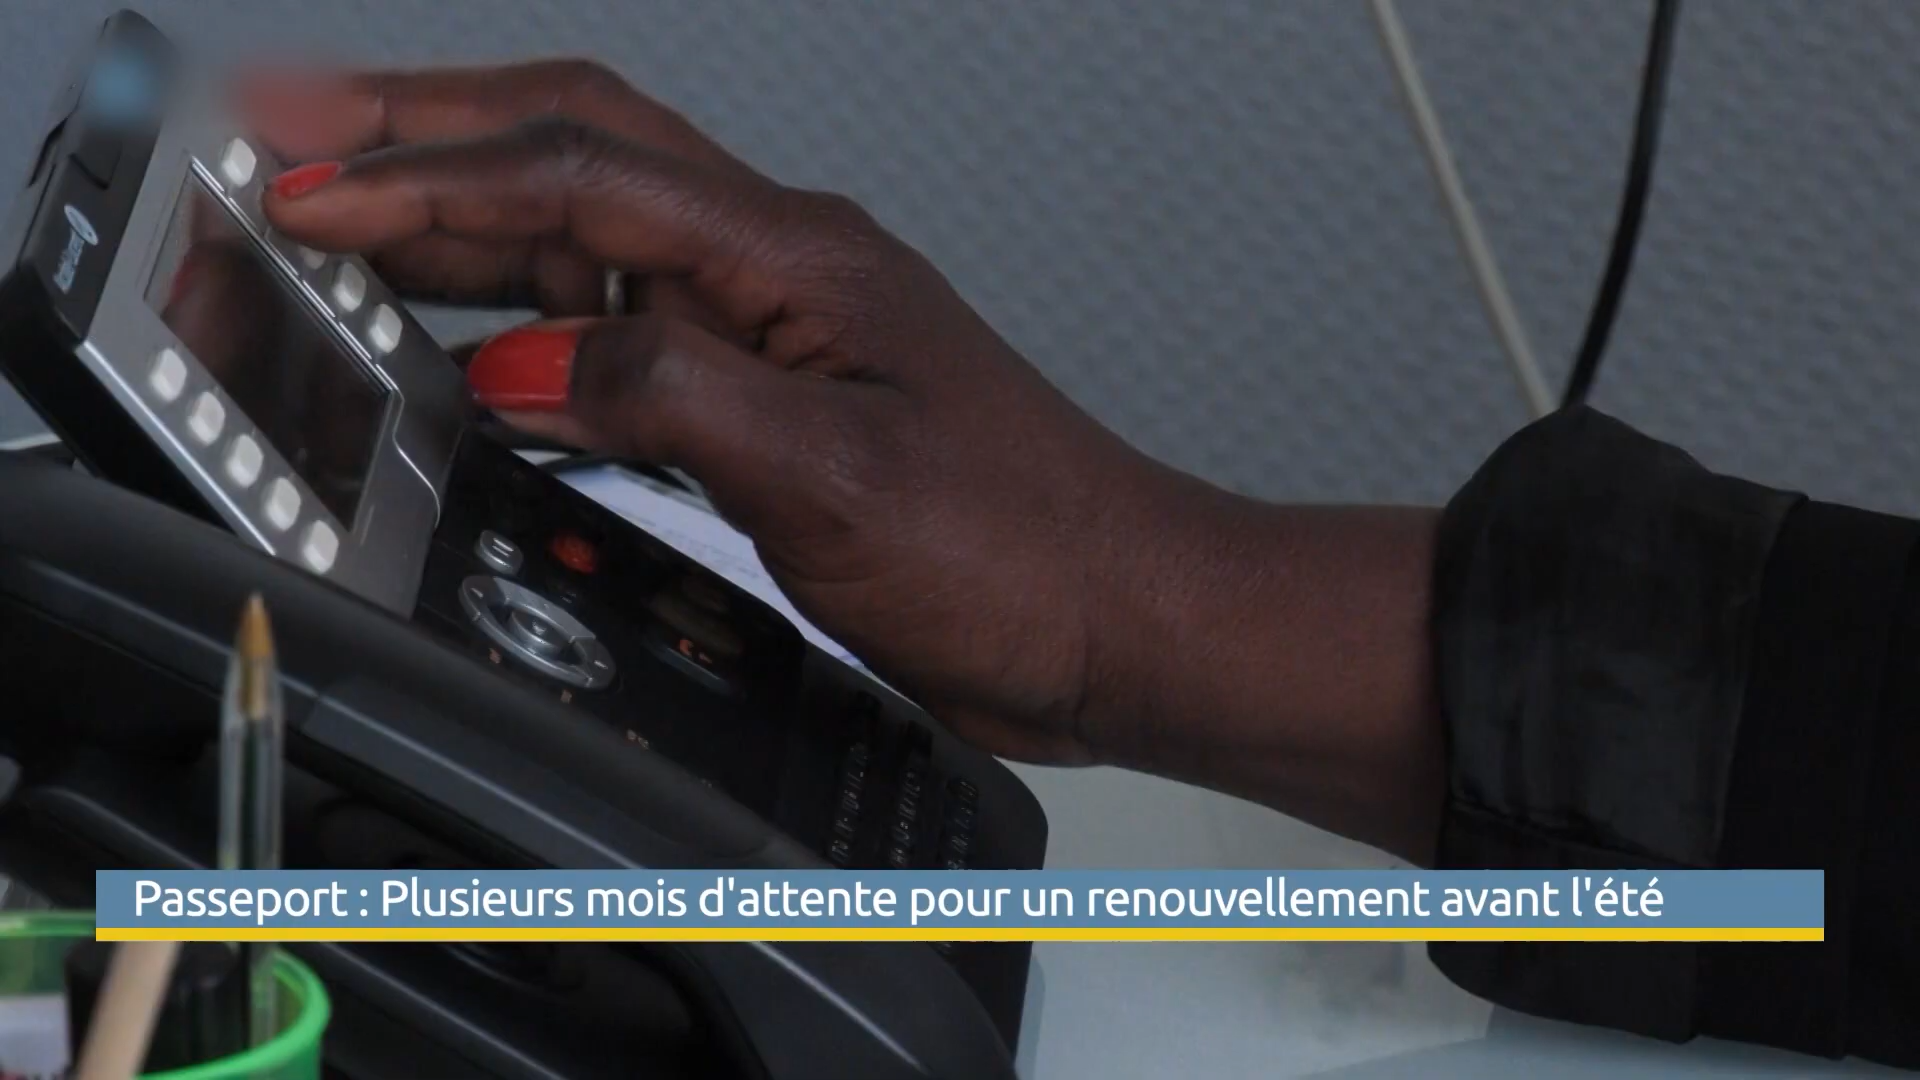 Passeport : Plusieurs mois d'attente pour un renouvellement avant l'été